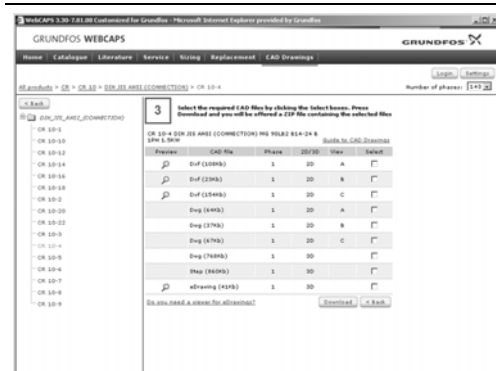 WebCAPS 3.30-7.01.00 Customized for Grundfos - Microsoft Internet Explorer provided by Grundfos
GRUNDFOS WEBCAPS
GRUNDFOS
Home Catalogue Literature Service Sizing Replacement CAD Drawings
Login Settings
All products > CR > CR 10 > DIN JIS ANSI (CONNECTION) > CR 10-4
Number of phases:
< Back
DIN_JIS_ANSI_(CONNECTION)
CR 10-1
CR 10-10
CR 10-12
CR 10-14
CR 10-16
CR 10-18
CR 10-2
CR 10-20
CR 10-22
CR 10-3
CR 10-4
CR 10-5
CR 10-6
CR 10-7
CR 10-8
CR 10-9
3
Select the required CAD files by clicking the Select boxes. Press
Download and you will be offered a ZIP file containing the selected files
CR 10-4 DIN JIS ANSI (CONNECTION) MG 90LB2 B14-24 &
1PH 1.5KW
Guide to CAD Drawings
Preview CAD file Phase 2D/3D View Select
Dxf (108Kb) 1 2D A
Dxf (23Kb) 1 2D B
Dxf (154Kb) 1 2D C
Dwg (64Kb) 1 2D A
Dwg (37Kb) 1 2D B
Dwg (67Kb) 1 2D C
Dwg (768Kb) 1 3D
Step (860Kb) 1 3D
eDrawing (41Kb) 1 3D
Do you need a viewer for eDrawings?
Download < Back